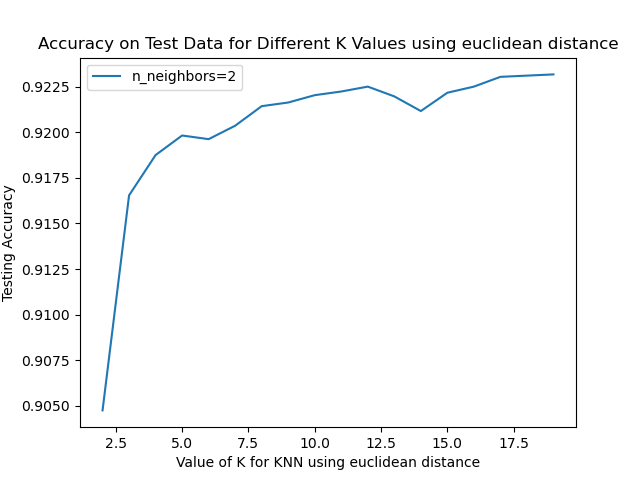 Accuracy on Test Data for Different K Values using euclidean distance
n_neighbors=2
Testing Accuracy
0.9225
0.9200
0.9175
0.9150
0.9125
0.9100
0.9075
0.9050
2.5 5.0 7.5 10.0 12.5 15.0 17.5
Value of K for KNN using euclidean distance